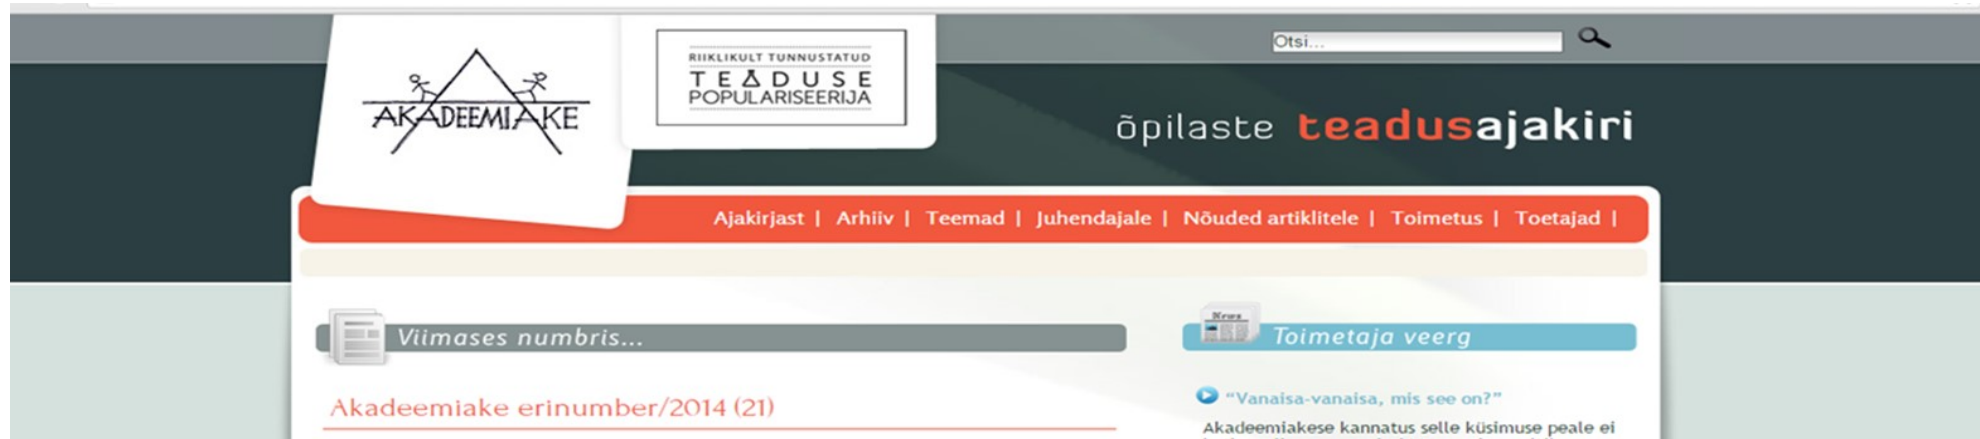 Otsi...
AKADEEMIAKE
RIIKLIKULT TUNNUSTATUD
TEADUSE
POPULARISEERIJA
õpilaste teadusajakiri
Ajakirjast | Arhiiv | Teemad | Juhendajale | Nõuded artiklitele | Toimetus | Toetajad |
Viimases numbris...
News
Toimetaja veerg
Akadeemiake erinumber/2014 (21)
“Vanaisa-vanaisa, mis see on?”
Akadeemiakese kannatus selle küsimuse peale ei